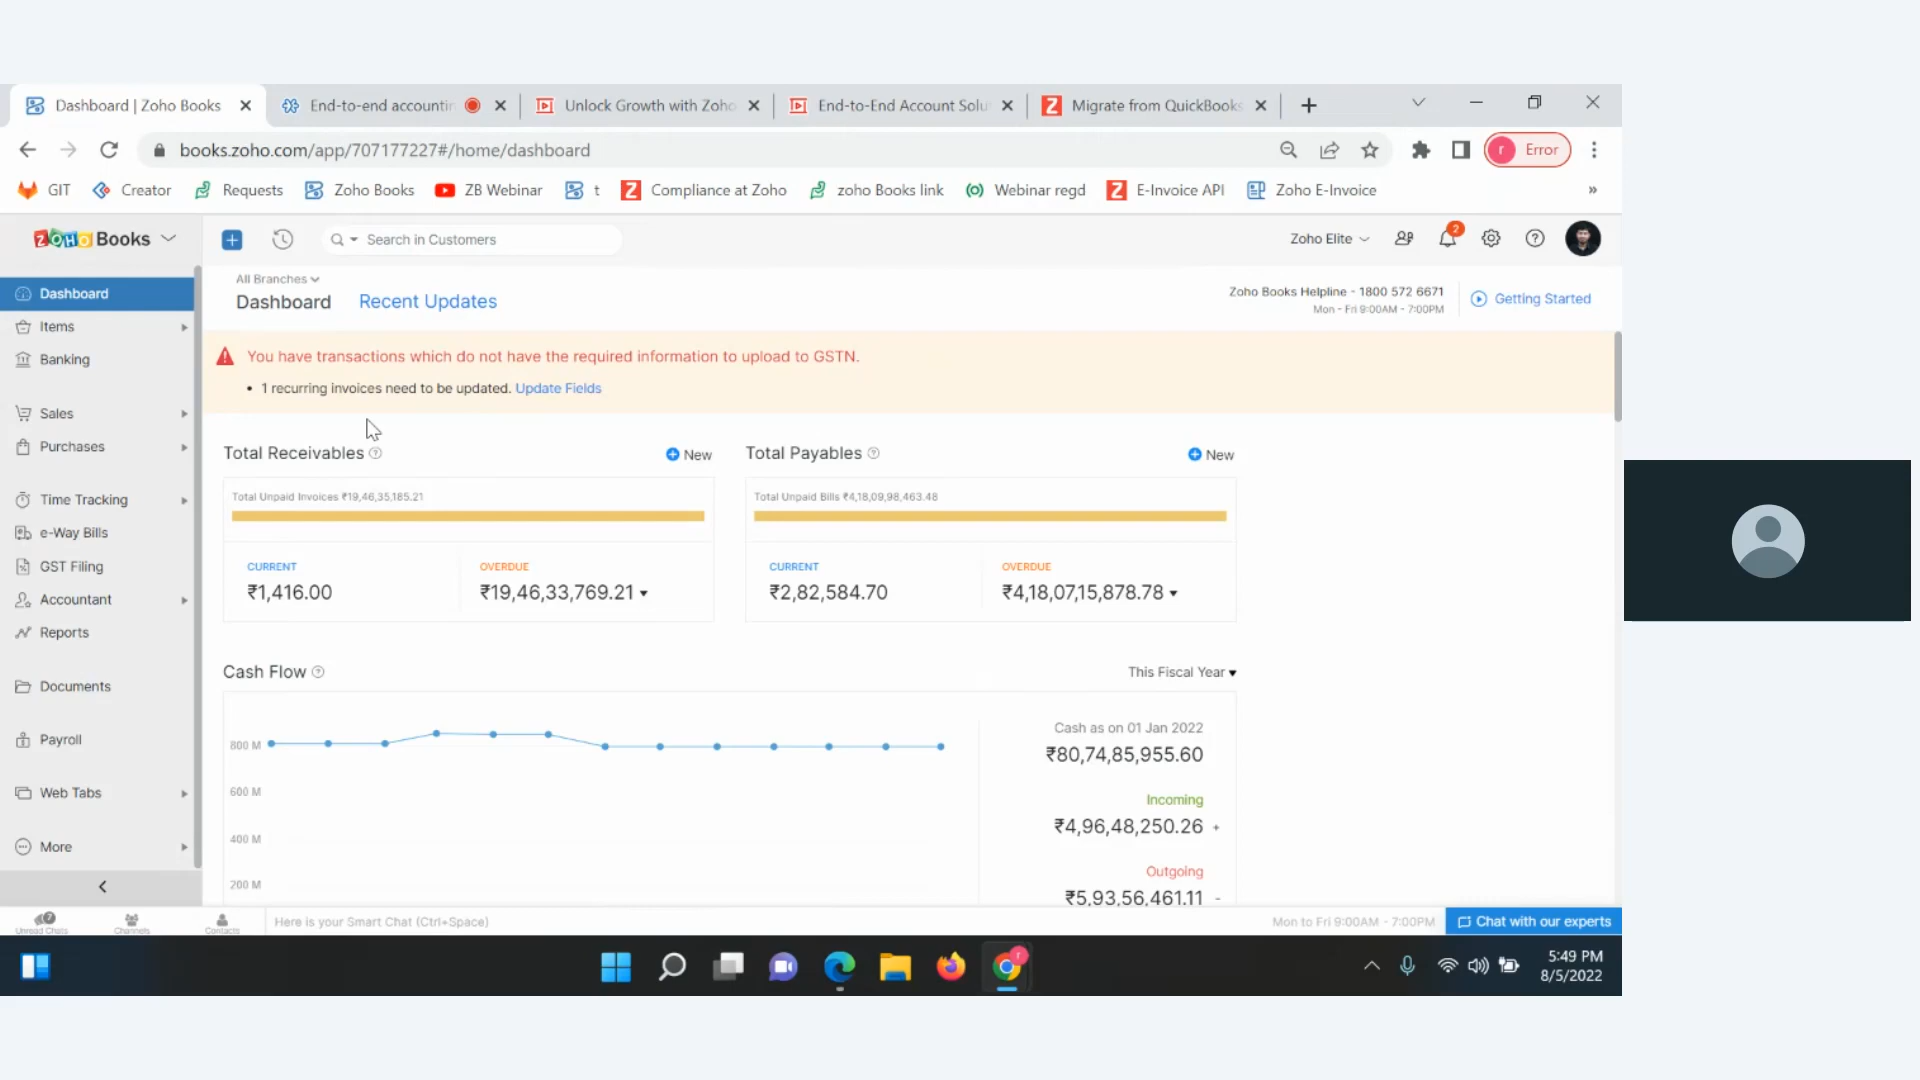 Dashboard | Zoho Books
End-to-end accountin
Unlock Growth with Zoho
End-to-End Account Solu
Migrate from QuickBooks
books.zoho.com/app/707177227#/home/dashboard
r Error
GIT
Creator
Requests
Zoho Books
ZB Webinar
t
Compliance at Zoho
zoho Books link
Webinar regd
E-Invoice API
Zoho E-Invoice
»
ZOHO Books
Search in Customers
Zoho Elite
2
Dashboard
Items
Banking
Sales
Purchases
Time Tracking
e-Way Bills
GST Filing
Accountant
Reports
Documents
Payroll
Web Tabs
More
All Branches
Dashboard
Recent Updates
Zoho Books Helpline - 1800 572 6671
Mon - Fri 9:00AM - 7:00PM
Getting Started
You have transactions which do not have the required information to upload to GSTN.
• 1 recurring invoices need to be updated. Update Fields
Total Receivables
New
Total Unpaid Invoices ₹19,46,35,185.21
CURRENT
₹1,416.00
OVERDUE
₹19,46,33,769.21
Total Payables
New
Total Unpaid Bills ₹4,18,09,98,463.48
CURRENT
₹2,82,584.70
OVERDUE
₹4,18,07,15,878.78
Cash Flow
This Fiscal Year
800 M
600 M
400 M
200 M
Cash as on 01 Jan 2022
₹80,74,85,955.60
Incoming
₹4,96,48,250.26 +
Outgoing
₹5,93,56,461.11 -
7
Unread Chats
Channels
Contacts
Here is your Smart Chat (Ctrl+Space)
Mon to Fri 9:00AM - 7:00PM
Chat with our experts
r
5:49 PM
8/5/2022